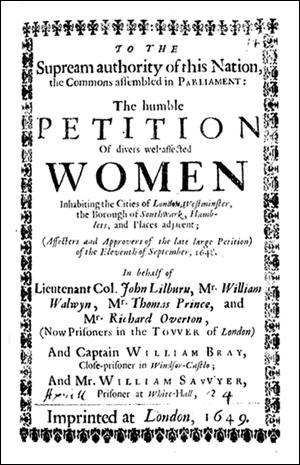 TO THE
Supream authority of this Nation,
the Commons assembled in PARLIAMENT:
The humble
PETITION
Of divers wel-affected
WOMEN
Inhabiting the Cities of London, Westminster,
the Borough of Southwark, Hamb-
lets, and Places adjacent;
(Affecters and Approvers of the late large Petition)
of the Eleventh of September, 1648.
In behalf of
Lieutenant Col. John Lilburn, Mr. William
Walwyn, Mr. Thomas Prince, and
Mr. Richard Overton,
(Now Prisoners in the TOVVER of London)
And Captain WILLIAM BRAY,
Close-prisoner in Windsor-Castle;
And Mr. WILLIAM SAVVYER,
Aprill Prisoner at White-Hall, 24
Imprinted at London, 1649.